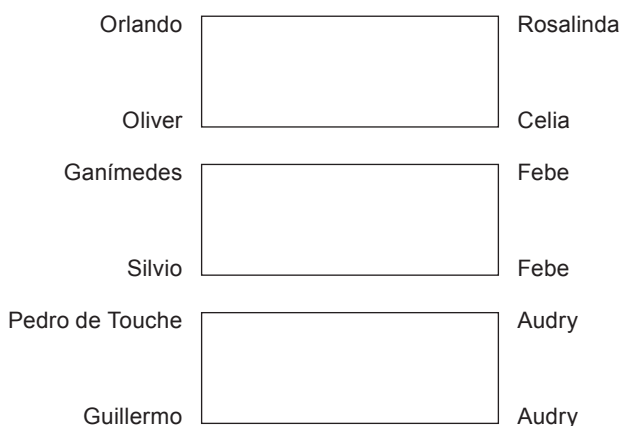 Orlando Rosalinda
Oliver Celia
Ganímedes Febe
Silvio Febe
Pedro de Touche Audry
Guillermo Audry